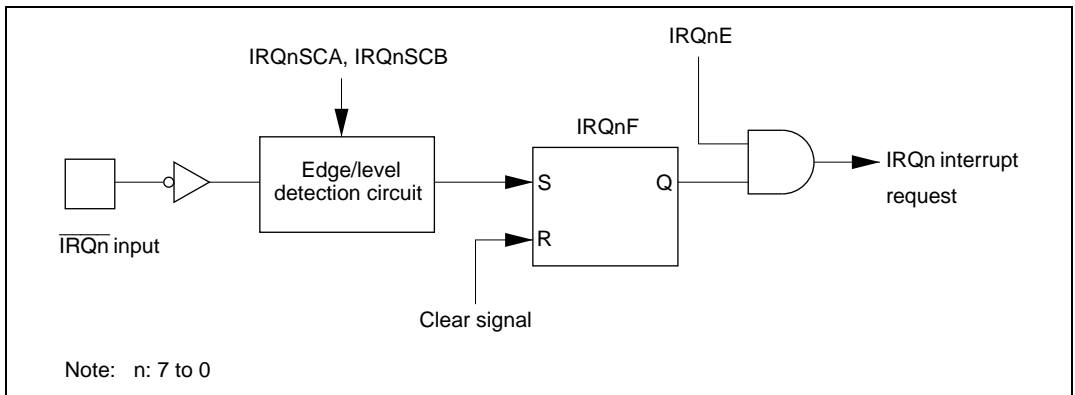 IRQnE
IRQnSCA, IRQnSCB
IRQnF
Edge/level
detection circuit
S
Q
R
IRQn interrupt
request
IRQn input
Clear signal
Note: n: 7 to 0